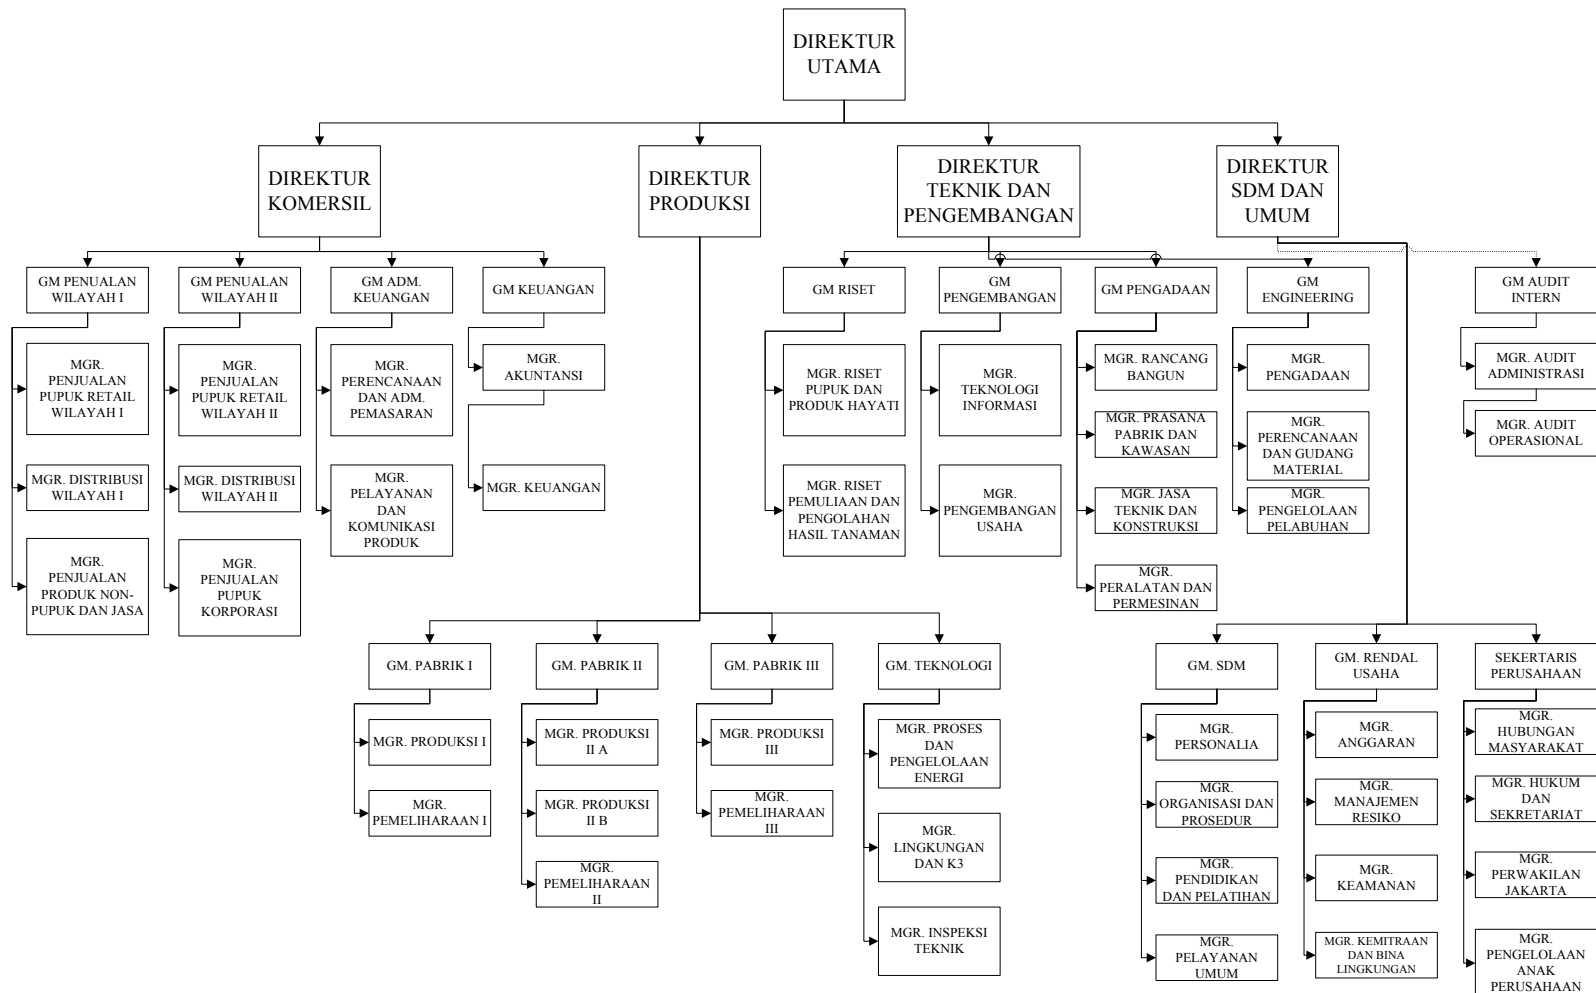 DIREKTUR
UTAMA
DIREKTUR
KOMERSIL
DIREKTUR
PRODUKSI
DIREKTUR
TEKNIK DAN
PENGEMBANGAN
DIREKTUR
SDM DAN
UMUM
GM PENUALAN
WILAYAH I
GM PENUALAN
WILAYAH II
GM ADM.
KEUANGAN
GM KEUANGAN
GM RISET
GM
PENGEMBANGAN
GM PENGADAAN
GM
ENGINEERING
GM AUDIT
INTERN
MGR.
PENJUALAN
PUPUK RETAIL
WILAYAH I
MGR.
PENJUALAN
PUPUK RETAIL
WILAYAH II
MGR.
PERENCANAAN
DAN ADM.
PEMASARAN
MGR.
AKUNTANSI
MGR. RISET
PUPUK DAN
PRODUK HAYATI
MGR.
TEKNOLOGI
INFORMASI
MGR. RANCANG
BANGUN
MGR.
PENGADAAN
MGR. AUDIT
ADMINISTRASI
MGR. PRASANA
PABRIK DAN
KAWASAN
MGR.
PERENCANAAN
DAN GUDANG
MATERIAL
MGR. AUDIT
OPERASIONAL
MGR. DISTRIBUSI
WILAYAH I
MGR. DISTRIBUSI
WILAYAH II
MGR.
PELAYANAN
DAN
KOMUNIKASI
PRODUK
MGR. KEUANGAN
MGR. RISET
PEMULIAAN DAN
PENGOLAHAN
HASIL TANAMAN
MGR.
PENGEMBANGAN
USAHA
MGR. JASA
TEKNIK DAN
KONSTRUKSI
MGR.
PENGELOLAAN
PELABUHAN
MGR.
PENJUALAN
PRODUK NON-
PUPUK DAN JASA
MGR.
PENJUALAN
PUPUK
KORPORASI
MGR.
PERALATAN DAN
PERMESINAN
GM. PABRIK I
GM. PABRIK II
GM. PABRIK III
GM. TEKNOLOGI
GM. SDM
GM. RENDAL
USAHA
SEKERTARIS
PERUSAHAAN
MGR. PRODUKSI I
MGR. PRODUKSI
II A
MGR. PRODUKSI
III
MGR. PROSES
DAN
PENGELOLAAN
ENERGI
MGR.
PERSONALIA
MGR.
ANGGARAN
MGR.
HUBUNGAN
MASYARAKAT
MGR.
PEMELIHARAAN I
MGR. PRODUKSI
II B
MGR.
PEMELIHARAAN
III
MGR.
LINGKUNGAN
DAN K3
MGR.
ORGANISASI DAN
PROSEDUR
MGR.
MANAJEMEN
RESIKO
MGR. HUKUM
DAN
SEKRETARIAT
MGR.
PEMELIHARAAN
II
MGR.
PENDIDIKAN
DAN PELATIHAN
MGR.
KEAMANAN
MGR.
PERWAKILAN
JAKARTA
MGR. INSPEKSI
TEKNIK
MGR.
PELAYANAN
UMUM
MGR. KEMITRAAN
DAN BINA
LINGKUNGAN
MGR.
PENGELOLAAN
ANAK
PERUSAHAAN